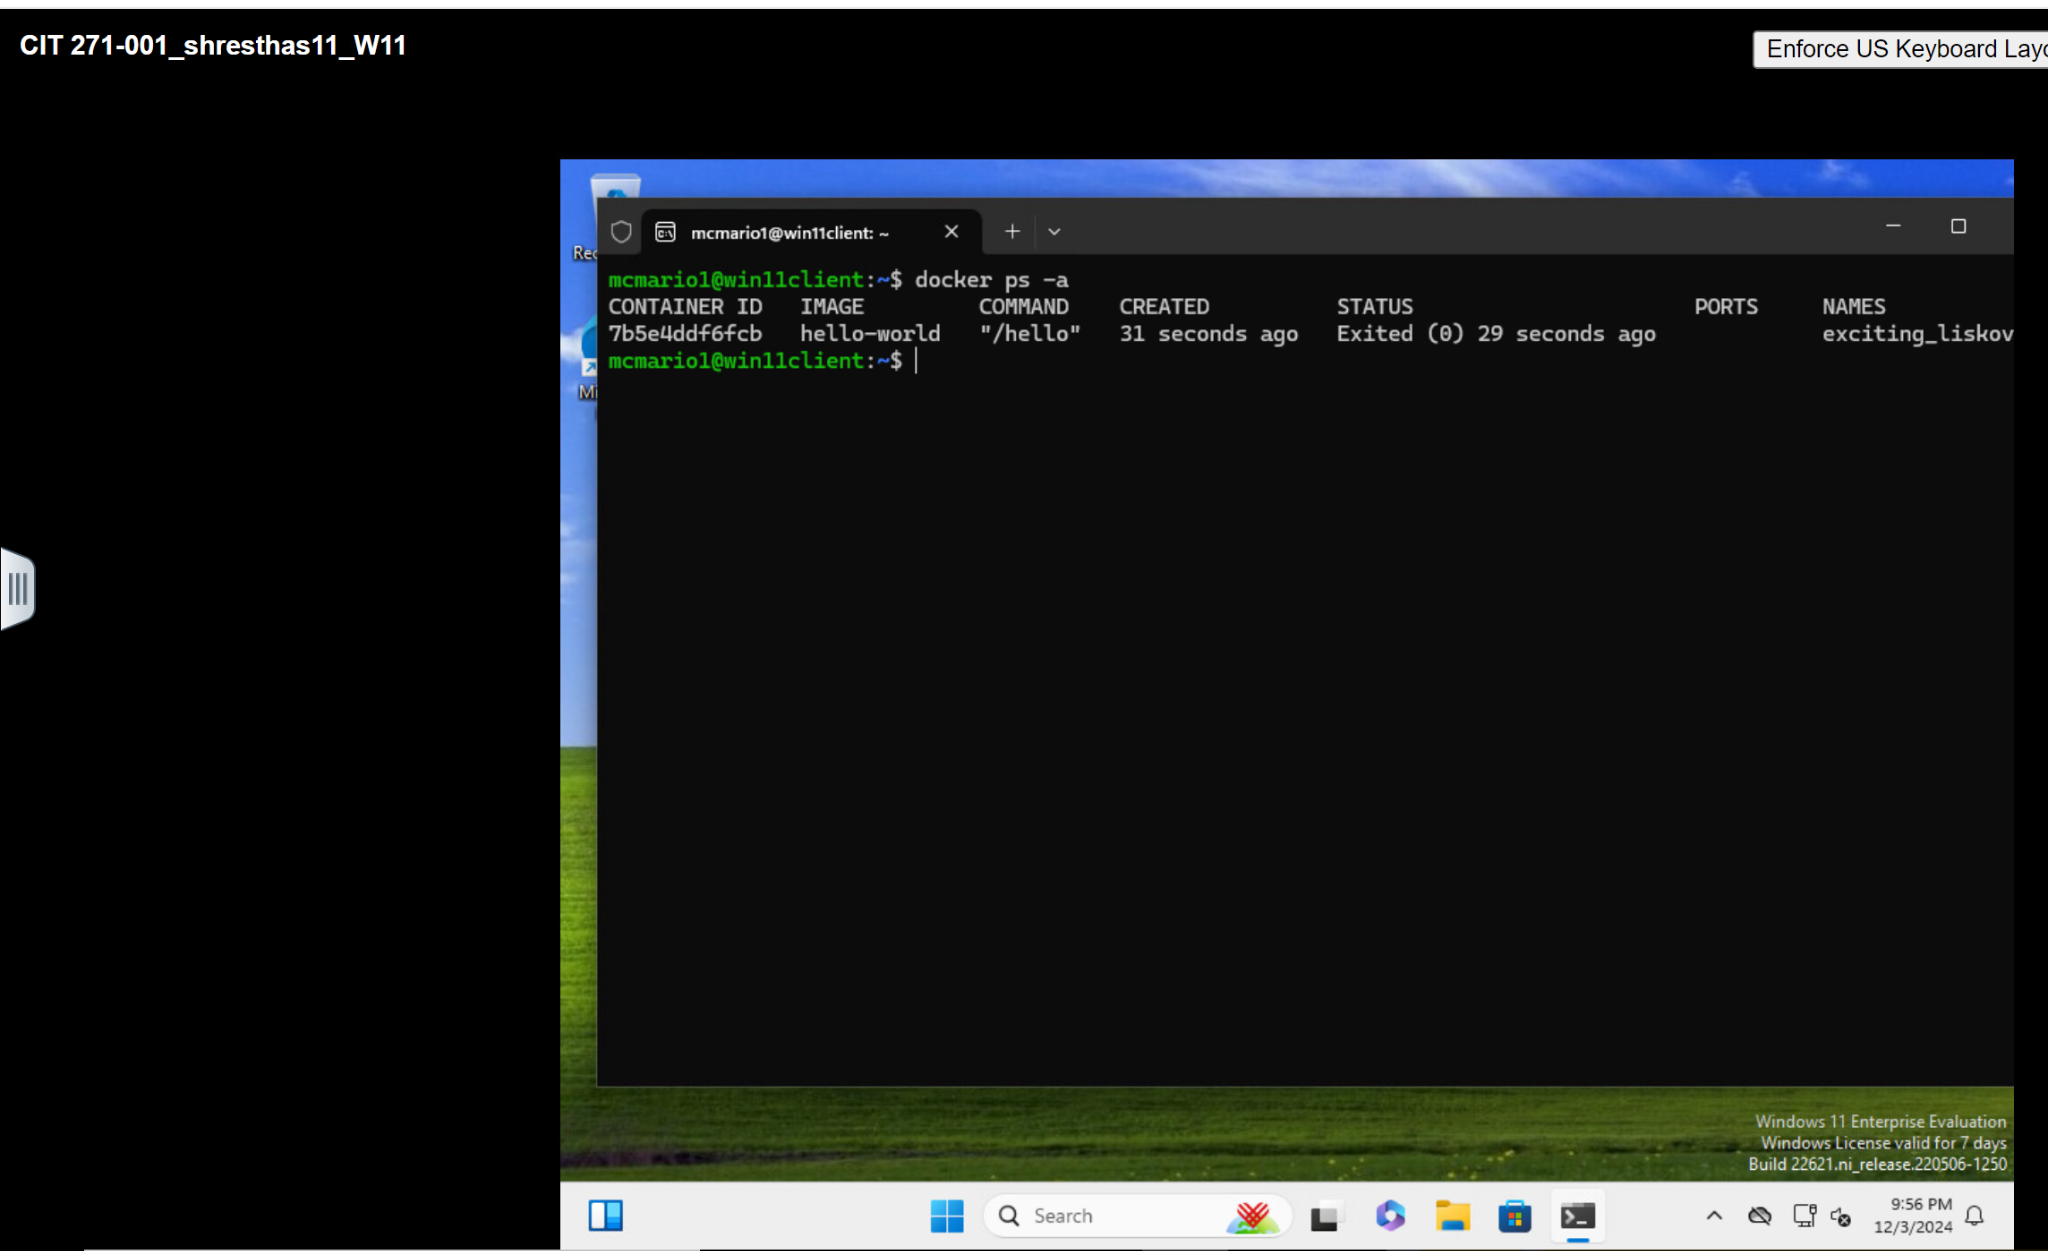 CIT 271-001_shresthas11_W11
Enforce US Keyboard
mcmario1@win11client: ~
mcmario1@win11client:~$ docker ps -a
CONTAINER ID IMAGE COMMAND CREATED STATUS PORTS NAMES
7b5e4ddf6fcb hello-world "/hello" 31 seconds ago Exited (0) 29 seconds ago exciting_liskov
mcmario1@win11client:~$
Windows 11 Enterprise Evaluation
Windows License valid for 7 days
Build 22621.ni_release.220506-1250
Search
9:56 PM
12/3/2024